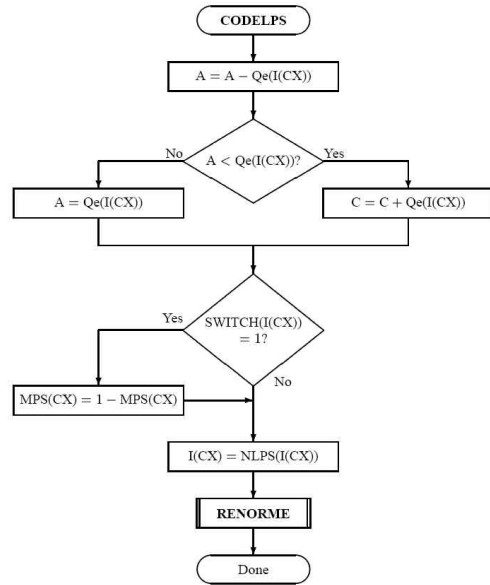 CODELPS
A = A − Qe(I(CX))
No
A < Qe(I(CX))?
Yes
A = Qe(I(CX))
C = C + Qe(I(CX))
Yes
SWITCH(I(CX))
= 1?
No
MPS(CX) = 1 − MPS(CX)
I(CX) = NLPS(I(CX))
RENORME
Done